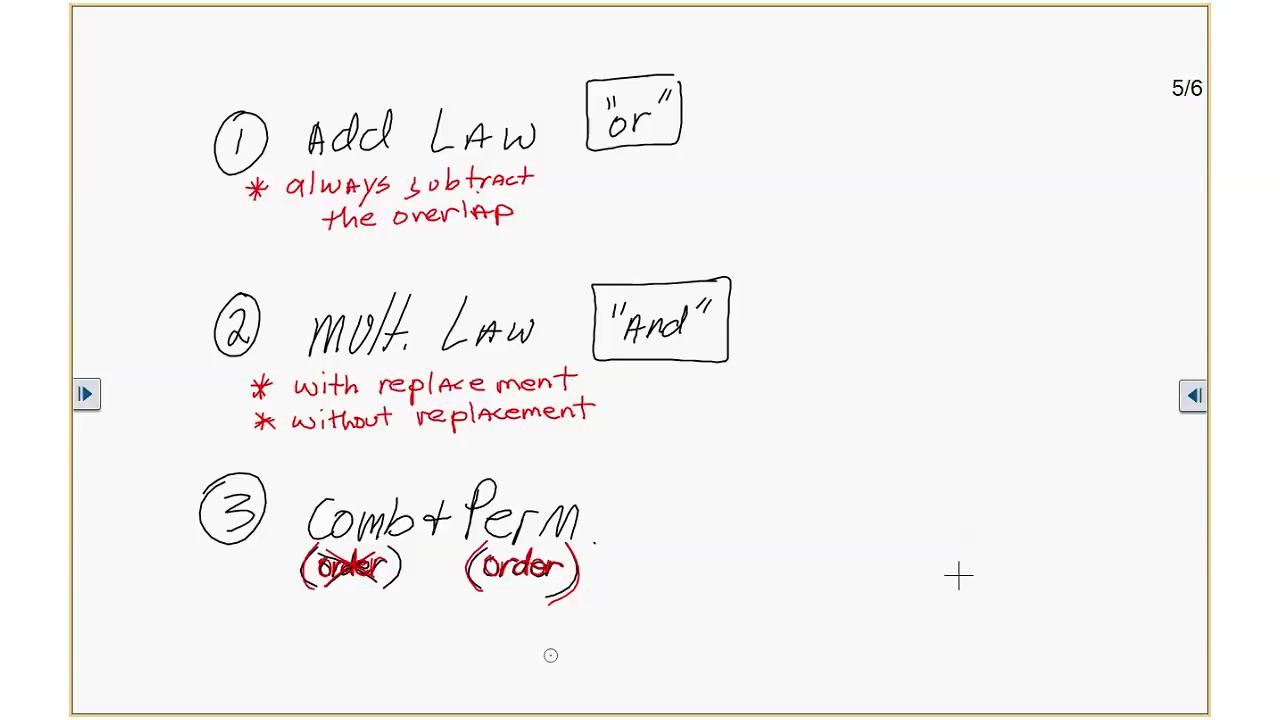 5/6
① Add LAW "or"
* always subtract
the overlap
② Mult. LAW "And"
* with replacement
* without replacement
③ Comb + Perm.
(order) (order)